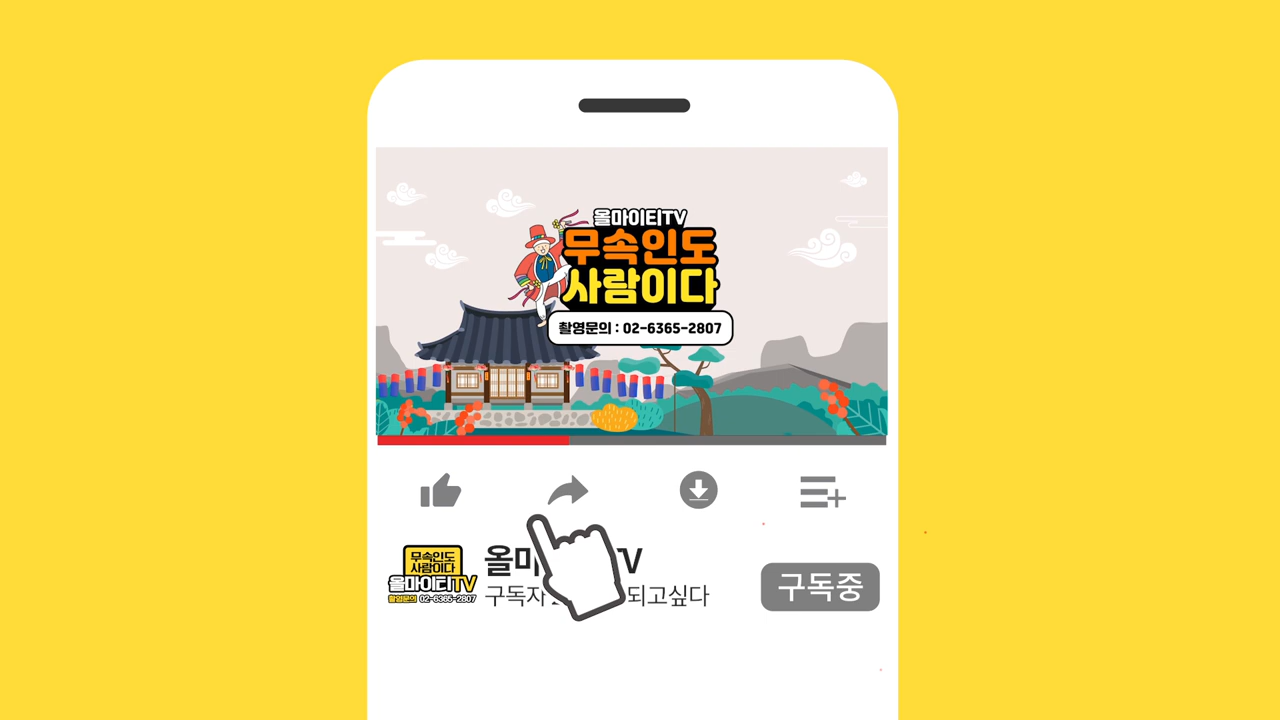 올마이티TV
무속인도
사람이다
촬영문의 : 02-6365-2807
무속인도
사람이다
올마이티TV
촬영문의 02-6365-2807
올마 TV
구독자 되고싶다
구독중